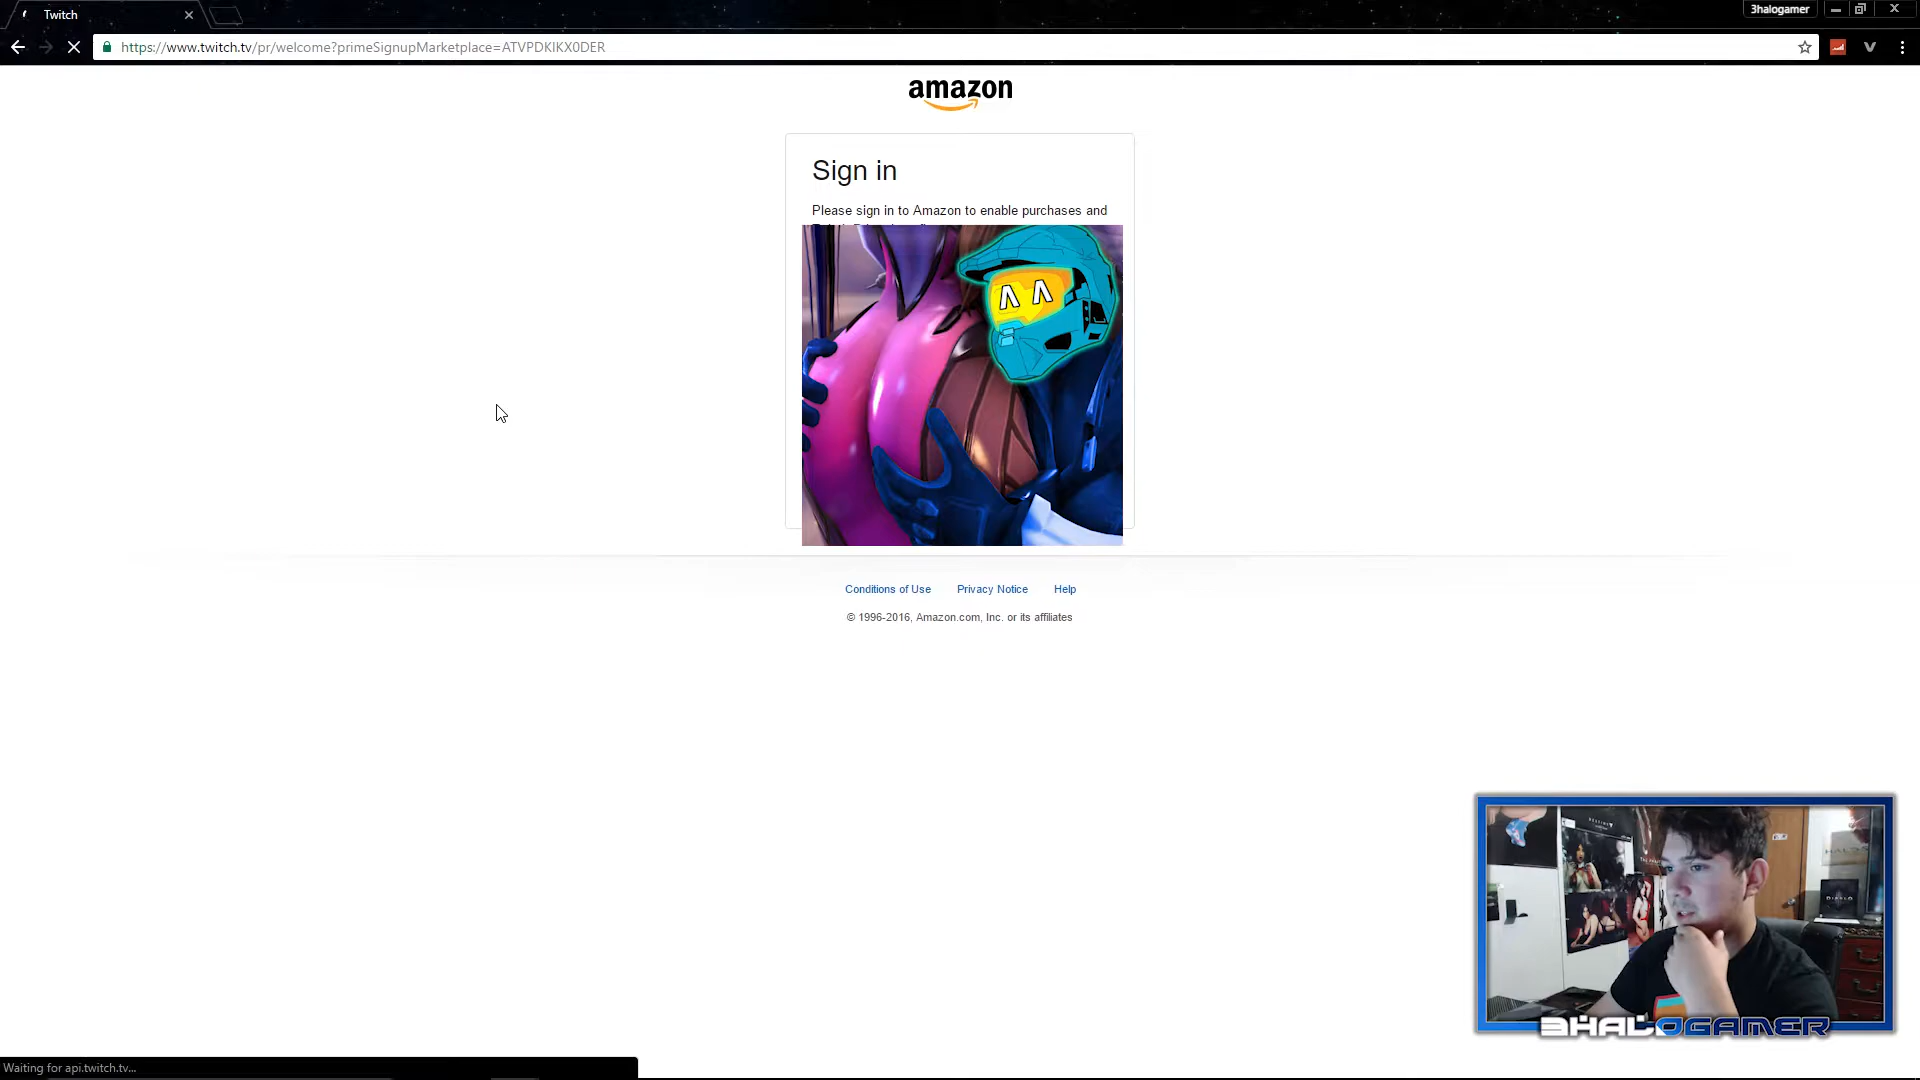 Twitch
3halogamer
https://www.twitch.tv/pr/welcome?primeSignupMarketplace=ATVPDKIKX0DER
amazon
Sign in
Please sign in to Amazon to enable purchases and
Conditions of Use Privacy Notice Help
© 1996-2016, Amazon.com, Inc. or its affiliates
DIABLO
3HALOGAMER
Waiting for api.twitch.tv...